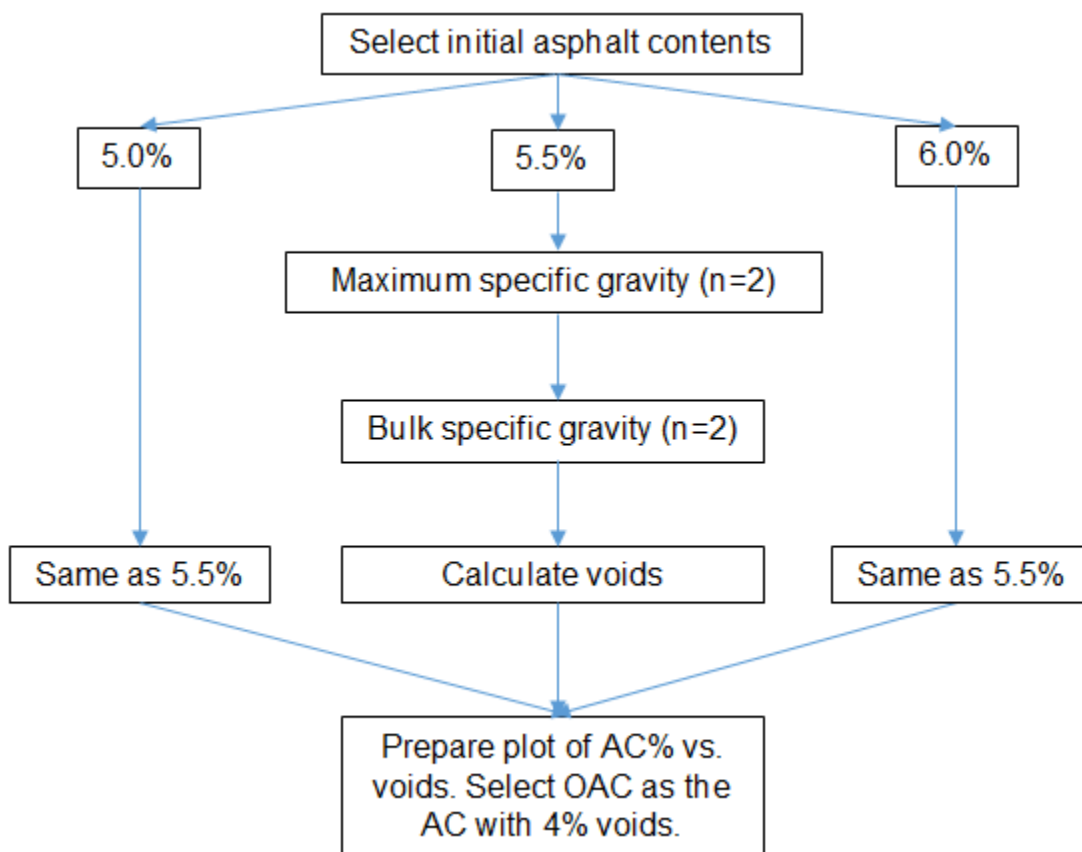 Select initial asphalt contents
5.0%
5.5%
6.0%
Maximum specific gravity (n=2)
Bulk specific gravity (n=2)
Same as 5.5%
Calculate voids
Same as 5.5%
Prepare plot of AC% vs.
voids. Select OAC as the
AC with 4% voids.